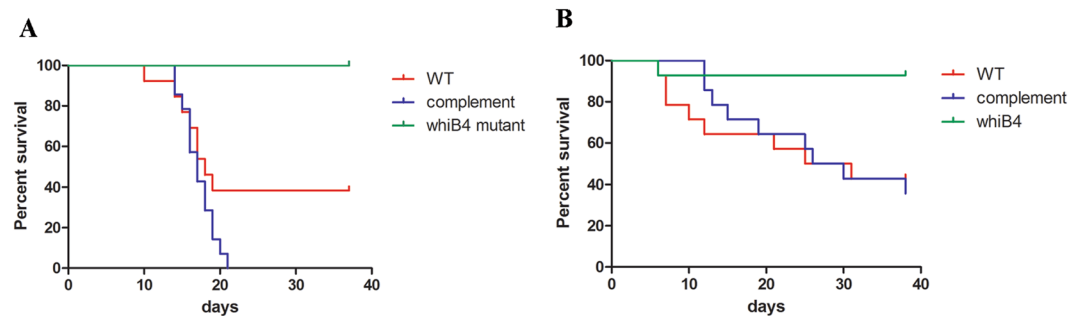 A
Percent survival
100
80
60
40
20
0
0 10 20 30 40
days
WT
complement
whiB4 mutant
B
Percent survival
100
80
60
40
20
0
0 10 20 30 40
days
WT
complement
whiB4